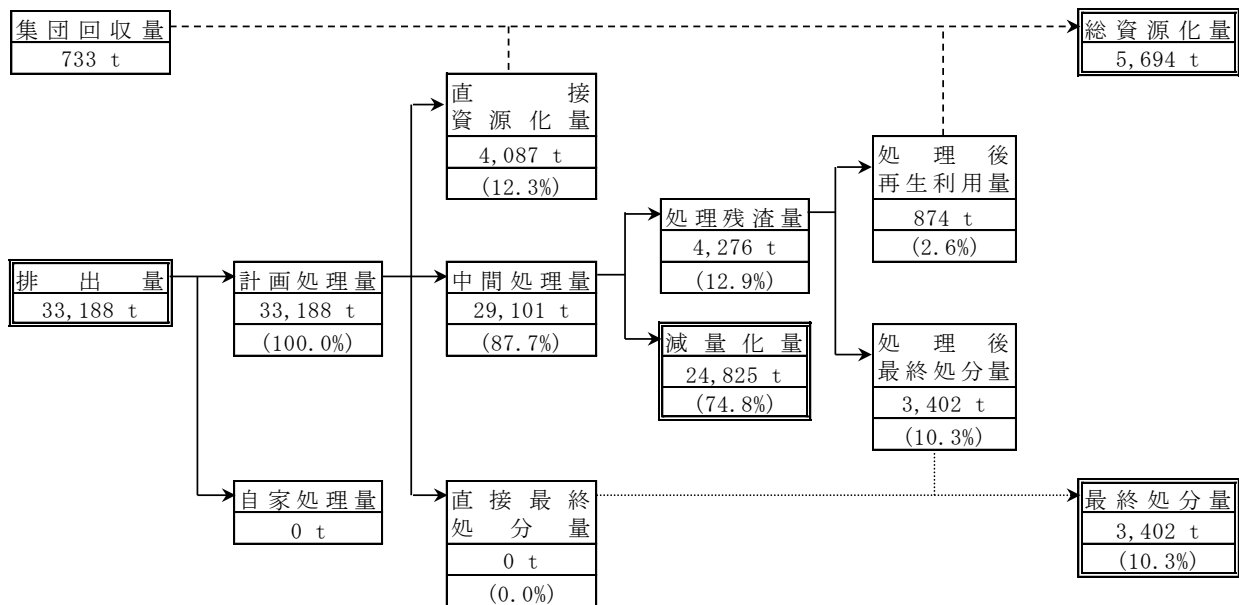 集団回収量
733 t
総資源化量
5,694 t
直接
資源化量
4,087 t
(12.3%)
処理後
再生利用量
874 t
(2.6%)
処理残渣量
4,276 t
(12.9%)
排出量
33,188 t
計画処理量
33,188 t
(100.0%)
中間処理量
29,101 t
(87.7%)
減量化量
24,825 t
(74.8%)
処理後
最終処分量
3,402 t
(10.3%)
自家処理量
0 t
直接最終
処分量
0 t
(0.0%)
最終処分量
3,402 t
(10.3%)